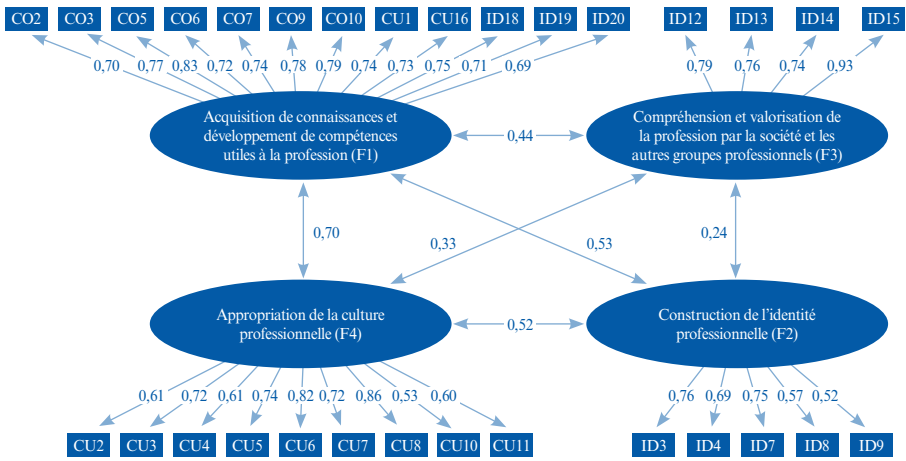 CO2 CO3 CO5 CO6 CO7 CO9 CO10 CU1 CU16 ID18 ID19 ID20
ID12 ID13 ID14 ID15
0,70 0,77 0,83 0,72 0,74 0,78 0,79 0,74 0,73 0,75 0,71 0,69
0,79 0,76 0,74 0,93
Acquisition de connaissances et
développement de compétences
utiles à la profession (F1)
0,44
Compréhension et valorisation de
la profession par la société et les
autres groupes professionnels (F3)
0,70
0,33
0,53
0,24
Appropriation de la culture
professionnelle (F4)
0,52
Construction de l’identité
professionnelle (F2)
0,61 0,72 0,61 0,74 0,82 0,72 0,86 0,53 0,60
0,76 0,69 0,75 0,57 0,52
CU2 CU3 CU4 CU5 CU6 CU7 CU8 CU10 CU11
ID3 ID4 ID7 ID8 ID9